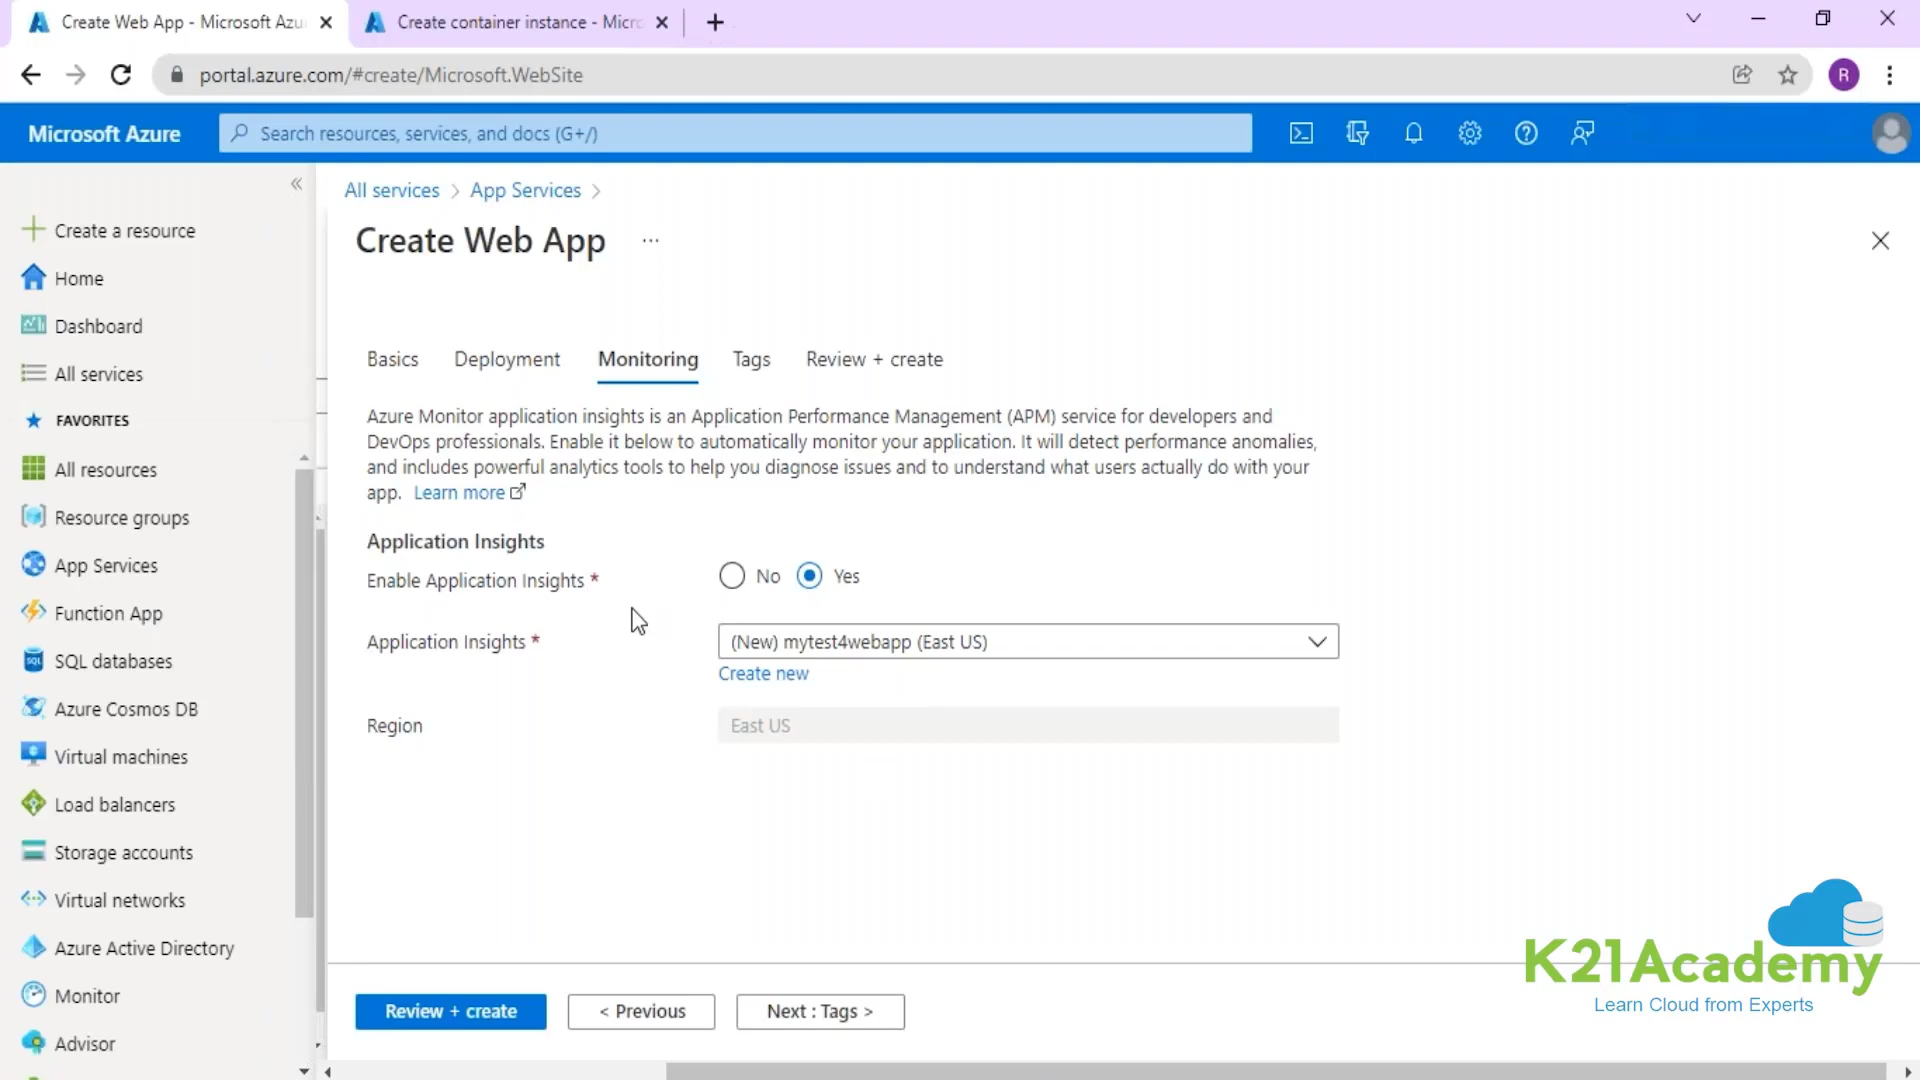 Create Web App - Microsoft Azu
Create container instance - Micro
portal.azure.com/#create/Microsoft.WebSite
R
Microsoft Azure
Search resources, services, and docs (G+/)
All services > App Services >
Create a resource
Home
Dashboard
All services
FAVORITES
All resources
Resource groups
App Services
Function App
SQL databases
Azure Cosmos DB
Virtual machines
Load balancers
Storage accounts
Virtual networks
Azure Active Directory
Monitor
Advisor
Create Web App ...
Basics Deployment Monitoring Tags Review + create
Azure Monitor application insights is an Application Performance Management (APM) service for developers and
DevOps professionals. Enable it below to automatically monitor your application. It will detect performance anomalies,
and includes powerful analytics tools to help you diagnose issues and to understand what users actually do with your
app. Learn more
Application Insights
Enable Application Insights * No Yes
Application Insights * (New) mytest4webapp (East US)
Create new
Region East US
Review + create < Previous Next : Tags >
K21Academy
Learn Cloud from Experts